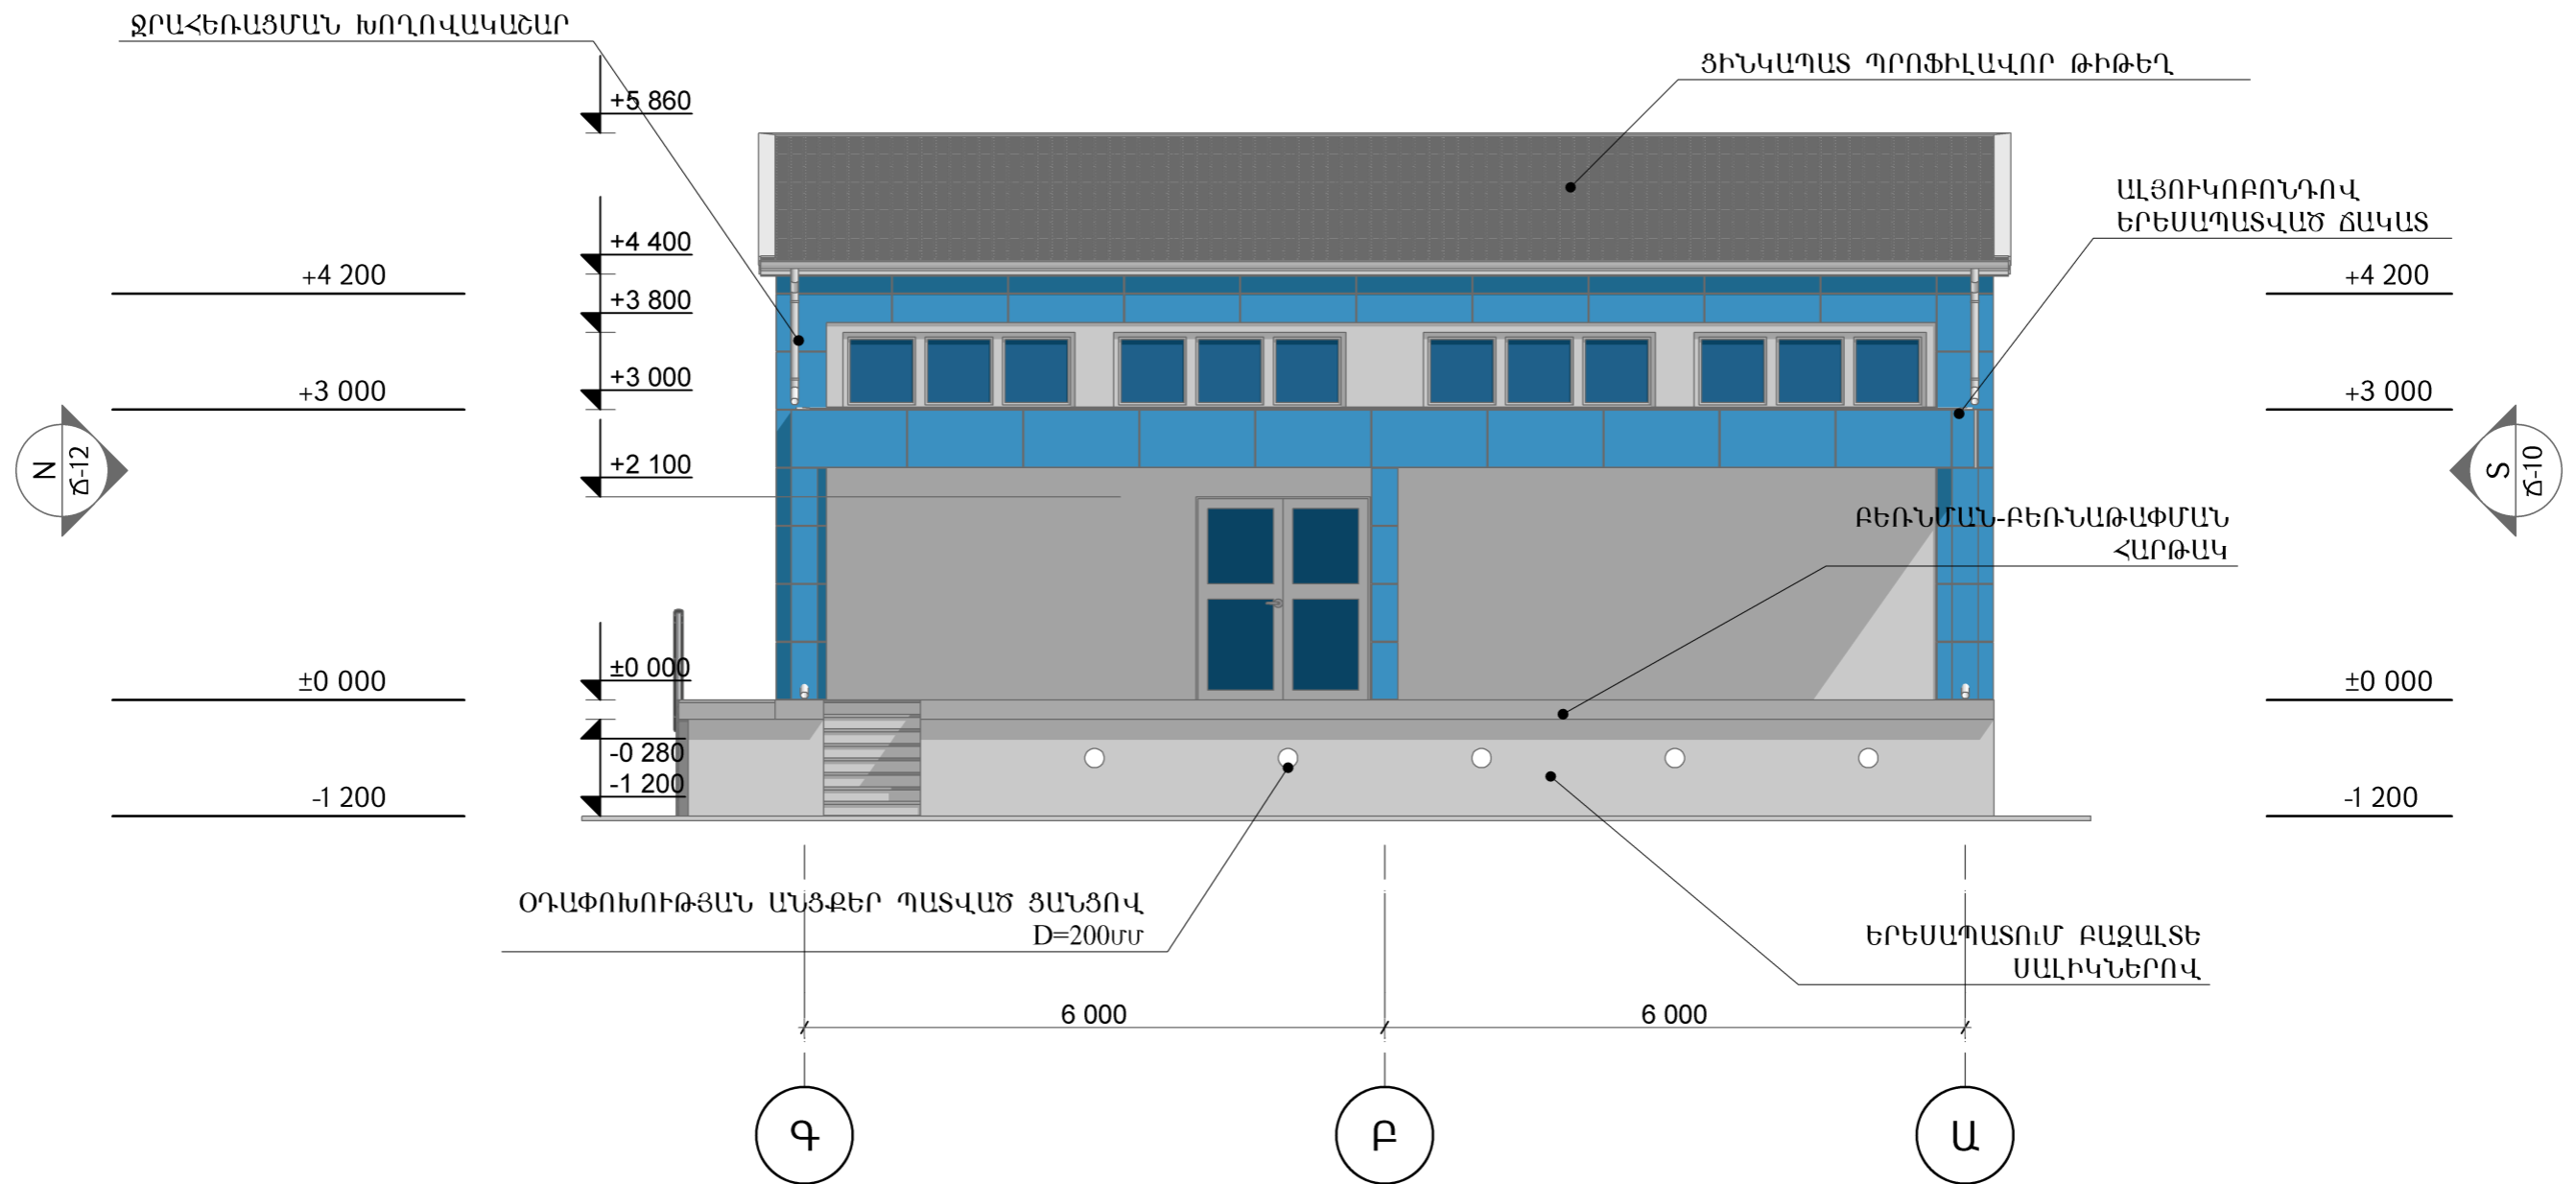 ՋՐԱՀԵՌԱՑՄԱՆ ԽՈՂՈՎԱԿԱՇԱՐ
ՑԻՆԿԱՊԱՏ ՊՐՈՖԻԼԱՎՈՐ ԹԻԹԵՂ
+5 860
ԱԼՅՈՒԿՈԲՈՆԴՈՎ
ԵՐԵՍԱՊԱՏՎԱԾ ՃԱԿԱՏ
+4 400
+4 200
+4 200
+3 800
+3 000
+3 000
+3 000
N
Ճ-12
+2 100
S
Ճ-10
ԲԵՌՆՄԱՆ-ԲԵՌՆԱԹԱՓՄԱՆ
ՀԱՐԹԱԿ
±0 000
±0 000
±0 000
-0 280
-1 200
-1 200
-1 200
ՕԴԱՓՈԽՈՒԹՅԱՆ ԱՆՑՔԵՐ ՊԱՏՎԱԾ ՑԱՆՑՈՎ
D=200ՄՄ
ԵՐԵՍԱՊԱՏՈւՄ ԲԱԶԱԼՏԵ
ՍԱԼԻԿՆԵՐՈՎ
6 000
6 000
Գ
Բ
Ա